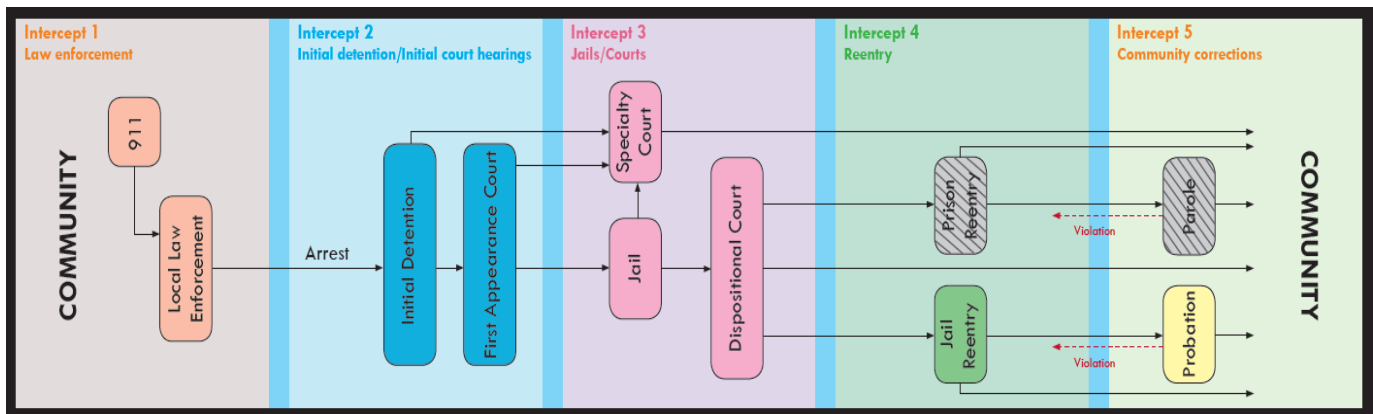 Intercept 1
Law enforcement
Intercept 2
Initial detention/Initial court hearings
Intercept 3
Jails/Courts
Intercept 4
Reentry
Intercept 5
Community corrections
COMMUNITY
911
Local Law
Enforcement
Arrest
Initial Detention
First Appearance Court
Specialty
Court
Jail
Dispositional Court
Prison
Reentry
Jail
Reentry
Violation
Violation
Parole
Probation
COMMUNITY